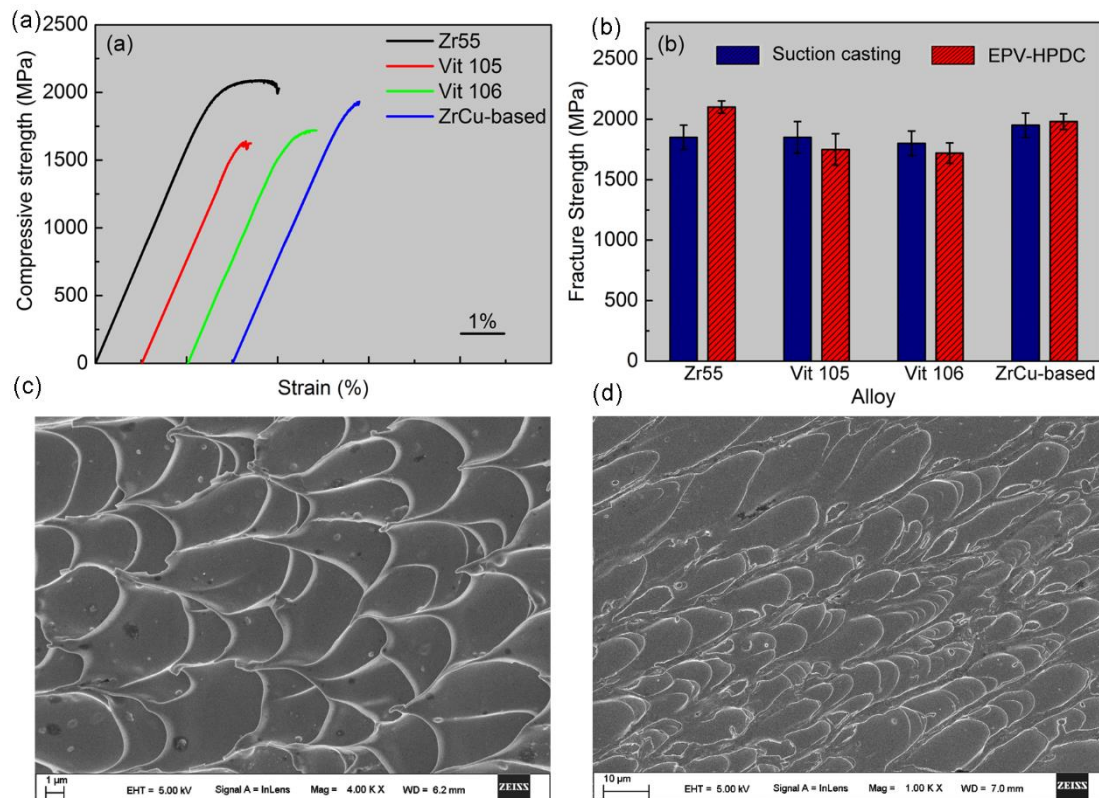 (a)
(a)
Zr55
Vit 105
Vit 106
ZrCu-based
2500
2000
1500
1000
500
0
Compressive strength (MPa)
1%
Strain (%)
(b)
(b)
Suction casting
EPV-HPDC
2500
2000
1500
1000
500
0
Fracture Strength (MPa)
Zr55
Vit 105
Vit 106
ZrCu-based
Alloy
(c)
1 µm
EHT = 5.00 kV
Signal A = InLens
Mag = 4.00 K X
WD = 6.2 mm
ZEISS
(d)
10 µm
EHT = 5.00 kV
Signal A = InLens
Mag = 1.00 K X
WD = 7.0 mm
ZEISS